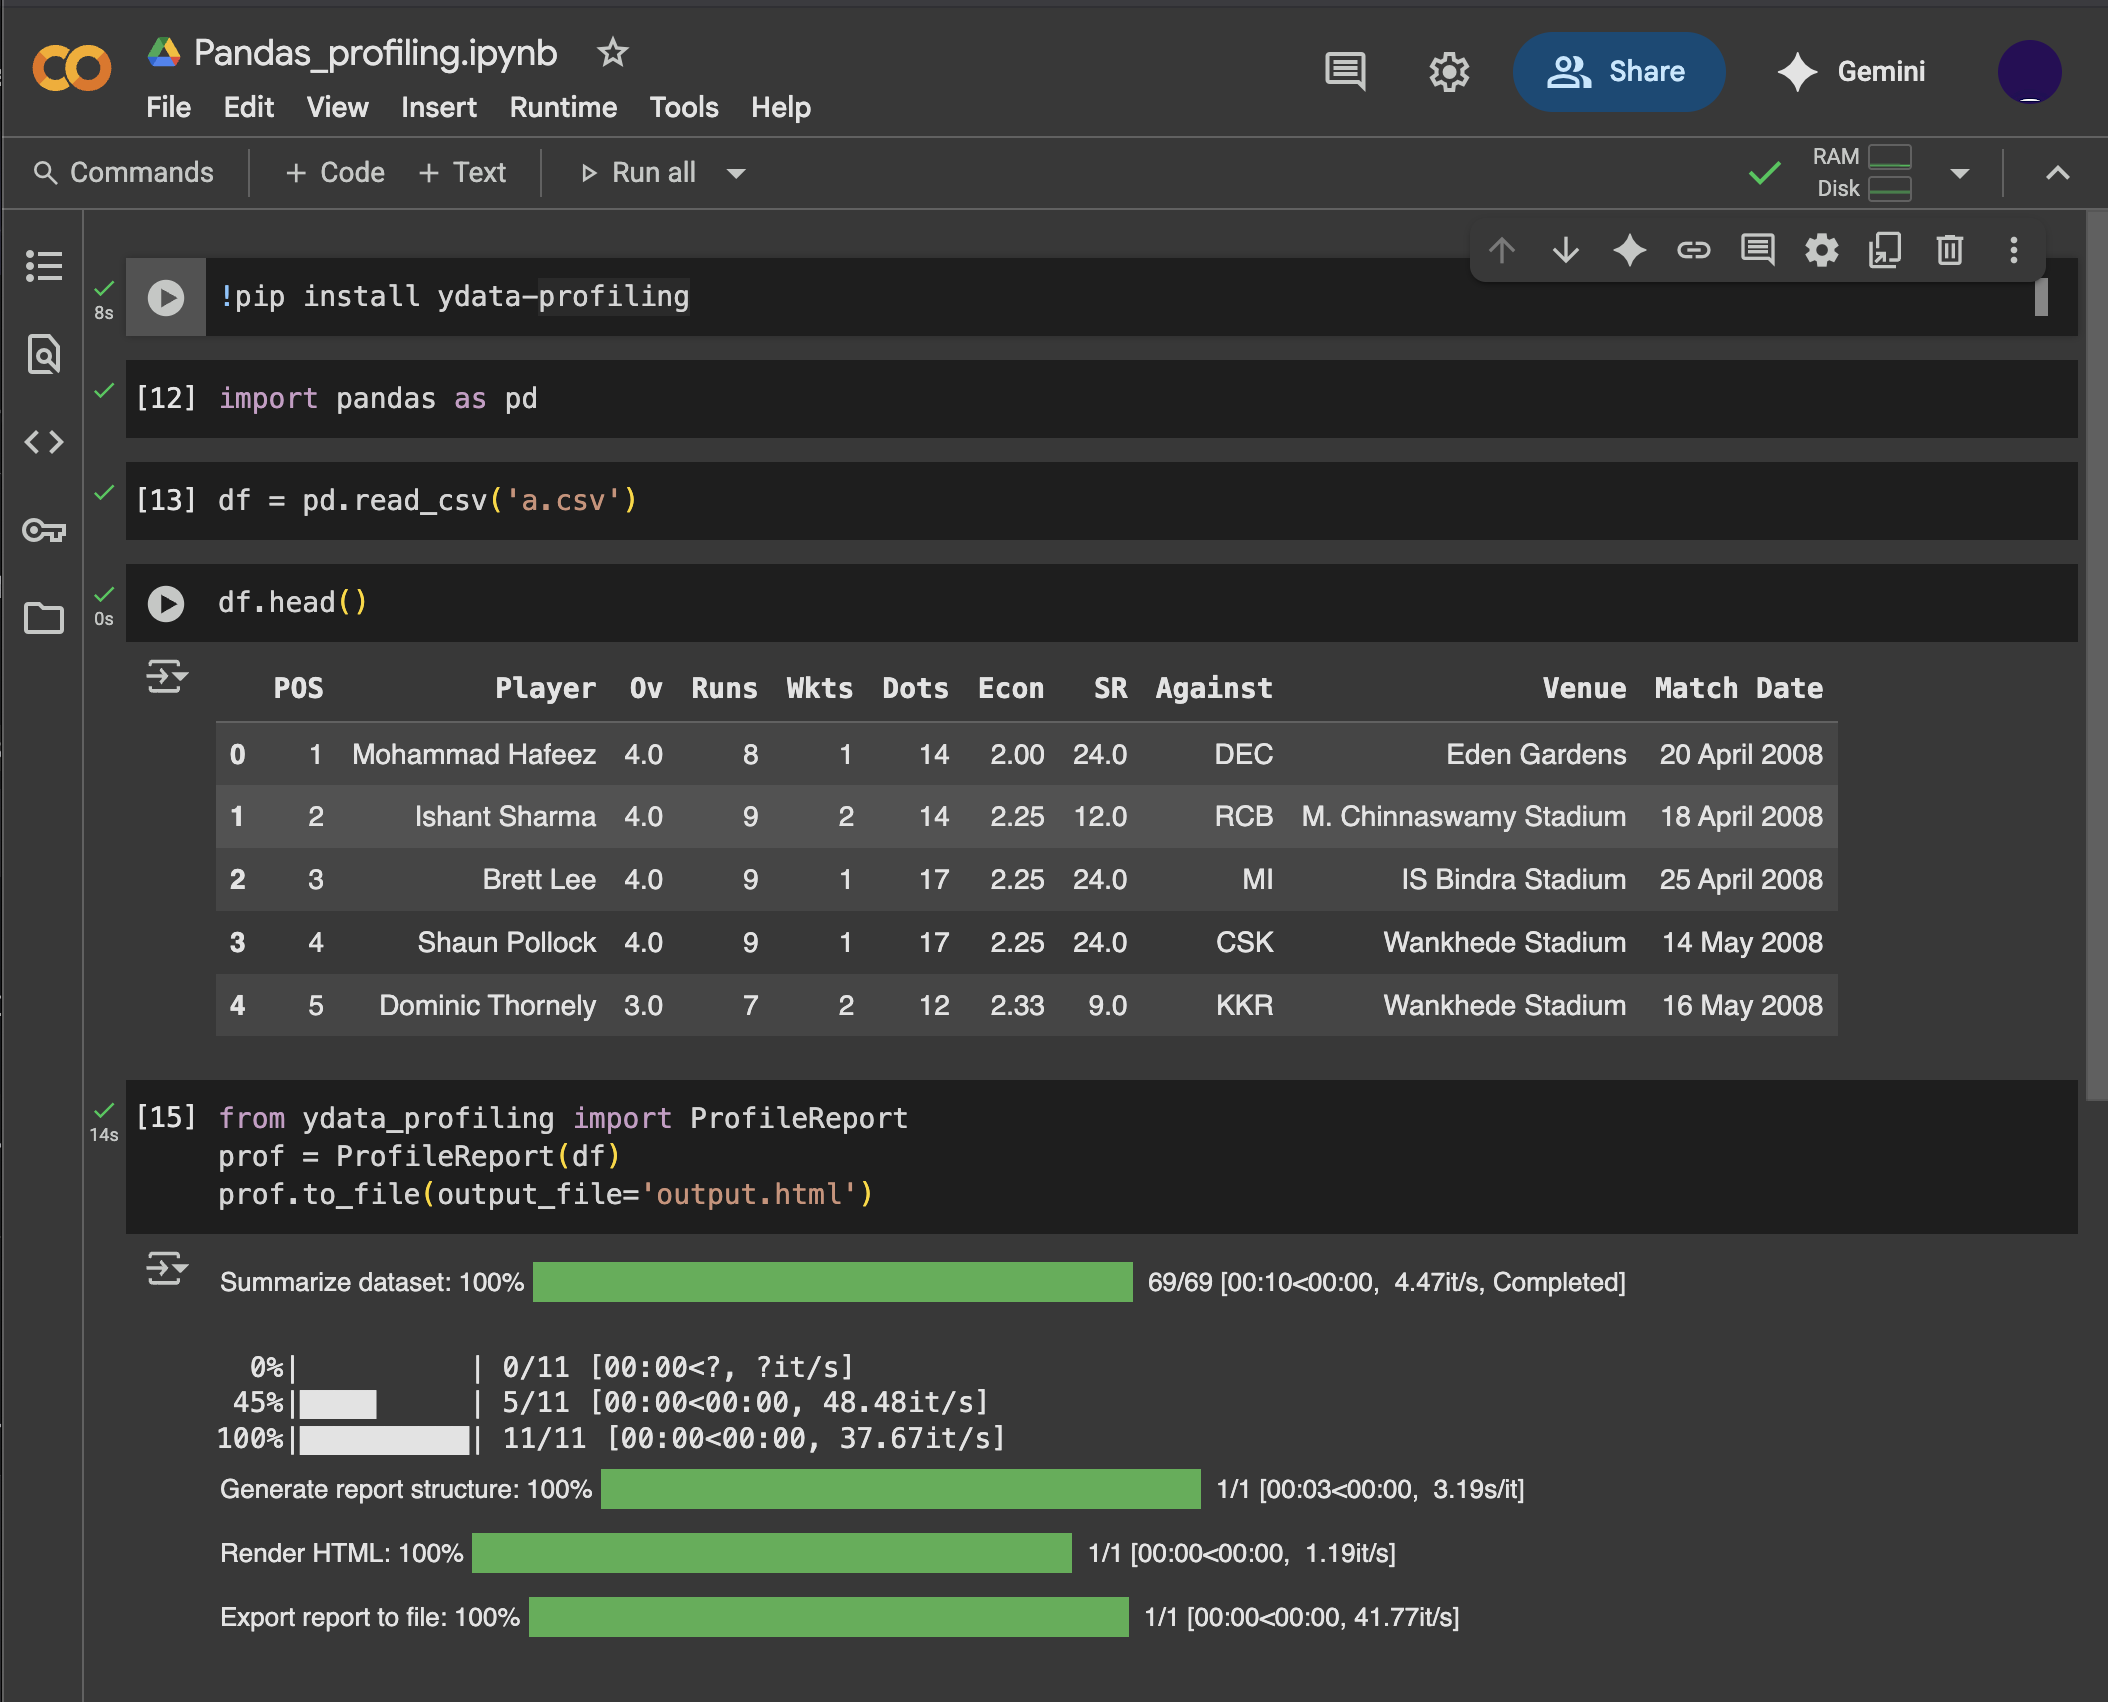 Pandas_profiling.ipynb
File Edit View Insert Runtime Tools Help
Share
Gemini
Commands
+ Code + Text
Run all
RAM
Disk
8s
!pip install ydata-profiling
[12] import pandas as pd
[13] df = pd.read_csv('a.csv')
0s
df.head()
POS Player Ov Runs Wkts Dots Econ SR Against Venue Match Date
0 1 Mohammad Hafeez 4.0 8 1 14 2.00 24.0 DEC Eden Gardens 20 April 2008
1 2 Ishant Sharma 4.0 9 2 14 2.25 12.0 RCB M. Chinnaswamy Stadium 18 April 2008
2 3 Brett Lee 4.0 9 1 17 2.25 24.0 MI IS Bindra Stadium 25 April 2008
3 4 Shaun Pollock 4.0 9 1 17 2.25 24.0 CSK Wankhede Stadium 14 May 2008
4 5 Dominic Thornely 3.0 7 2 12 2.33 9.0 KKR Wankhede Stadium 16 May 2008
14s
[15] from ydata_profiling import ProfileReport
prof = ProfileReport(df)
prof.to_file(output_file='output.html')
Summarize dataset: 100% 69/69 [00:10<00:00, 4.47it/s, Completed]
0%| | 0/11 [00:00<?, ?it/s]
45%| | 5/11 [00:00<00:00, 48.48it/s]
100%| | 11/11 [00:00<00:00, 37.67it/s]
Generate report structure: 100% 1/1 [00:03<00:00, 3.19s/it]
Render HTML: 100% 1/1 [00:00<00:00, 1.19it/s]
Export report to file: 100% 1/1 [00:00<00:00, 41.77it/s]